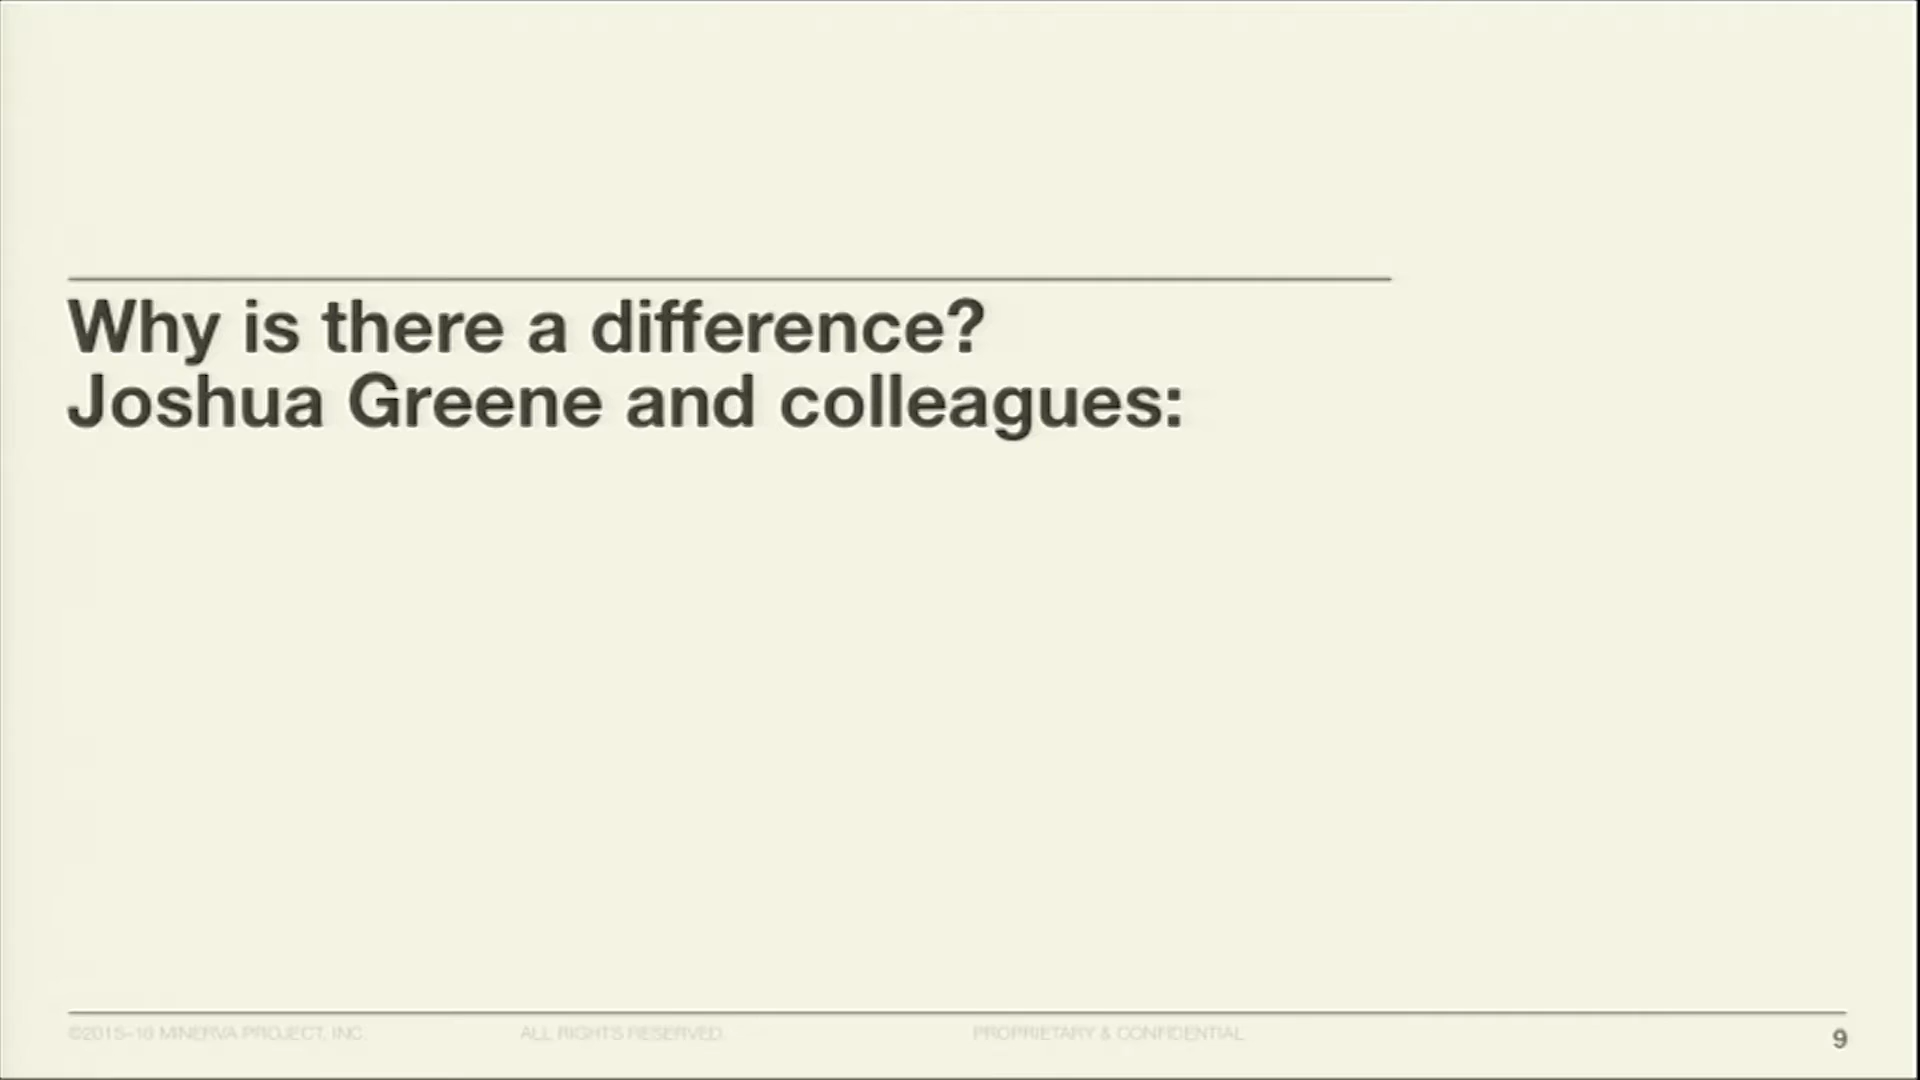 Why is there a difference?
Joshua Greene and colleagues:
©2015–16 MINERVA PROJECT, INC.
ALL RIGHTS RESERVED.
PROPRIETARY & CONFIDENTIAL
9